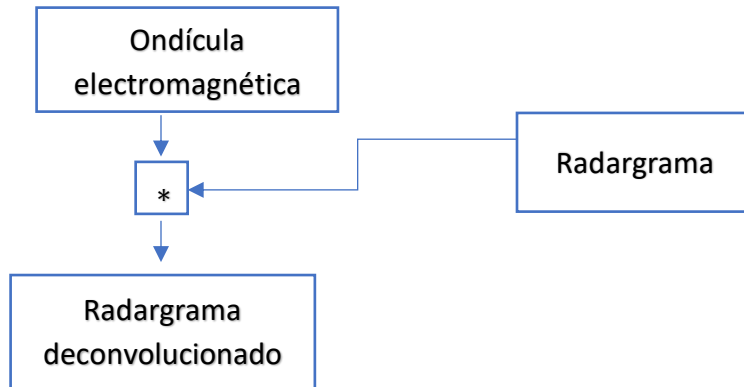 Ondícula
electromagnética
Radargrama
*
Radargrama
deconvolucionado